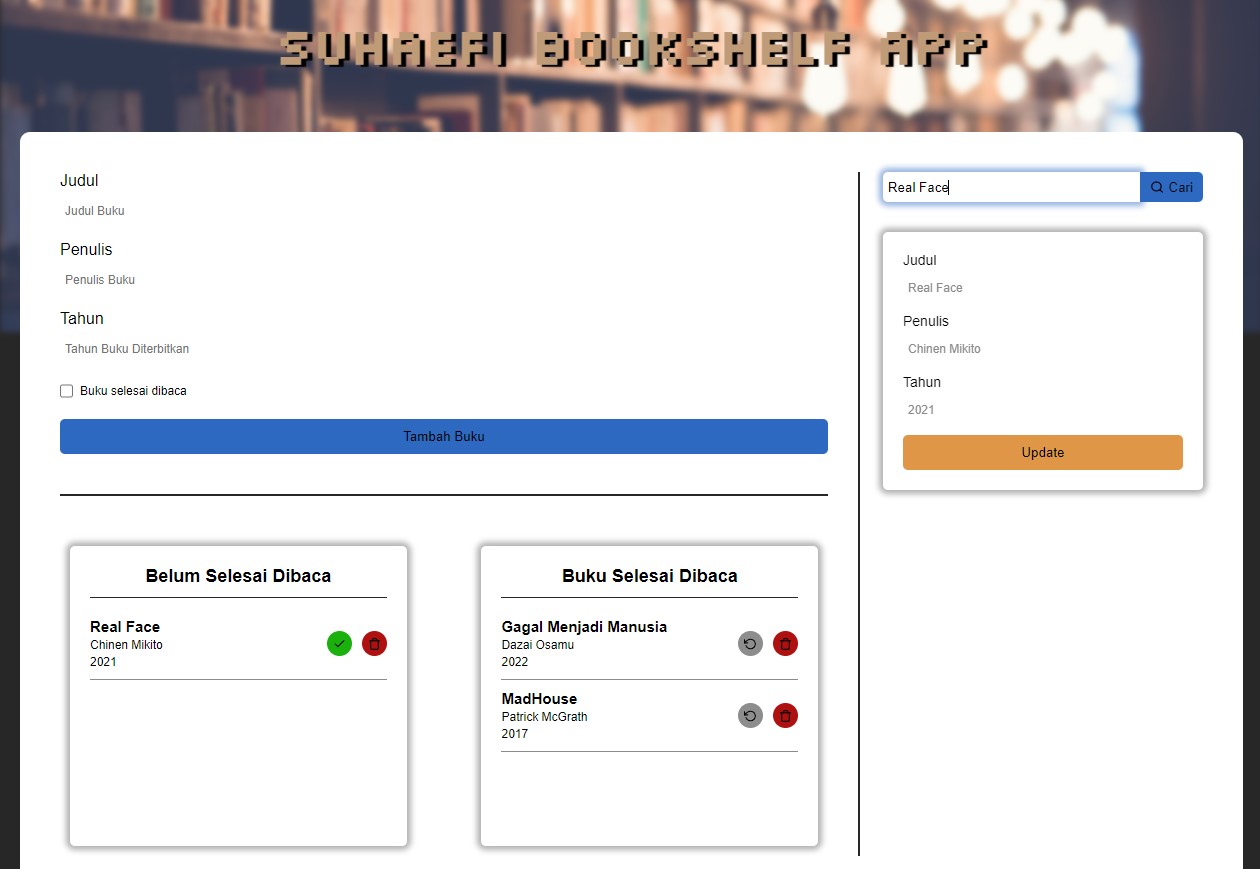 SUHAEFI BOOKSHELF APP
Judul
Judul Buku
Penulis
Penulis Buku
Tahun
Tahun Buku Diterbitkan
Buku selesai dibaca
Tambah Buku
Belum Selesai Dibaca
Real Face
Chinen Mikito
2021
Buku Selesai Dibaca
Gagal Menjadi Manusia
Dazai Osamu
2022
MadHouse
Patrick McGrath
2017
Real Face
Cari
Judul
Real Face
Penulis
Chinen Mikito
Tahun
2021
Update